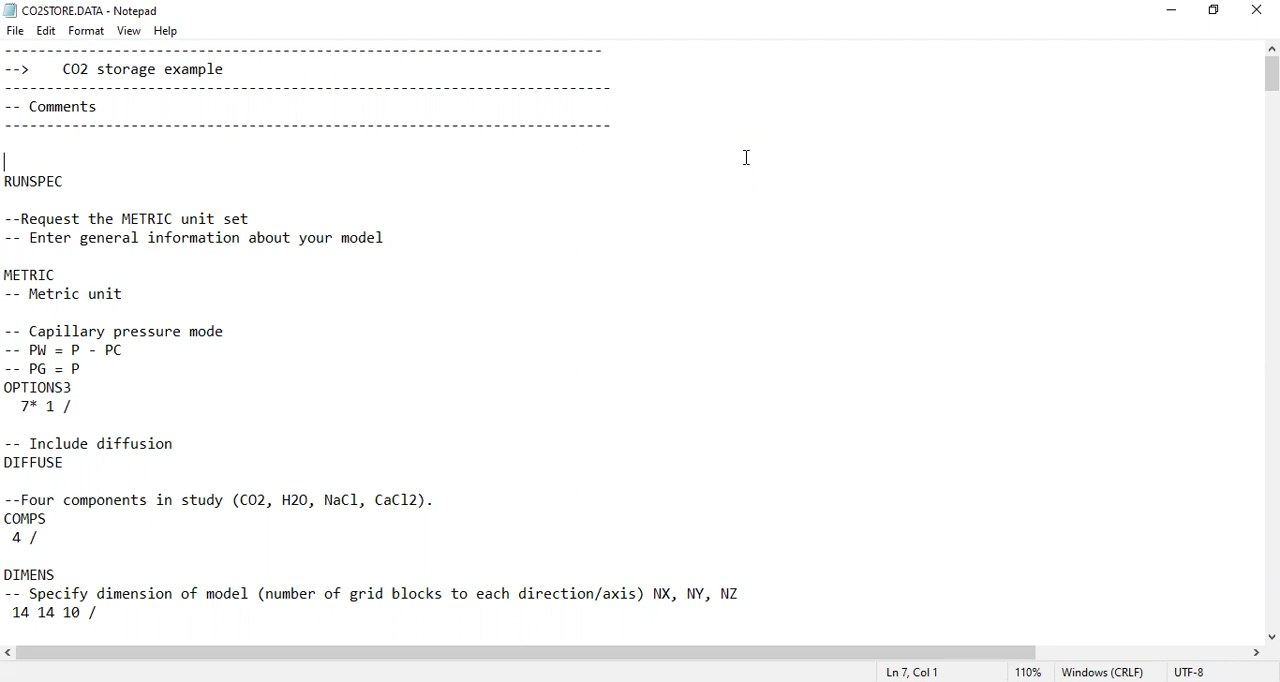 CO2STORE.DATA - Notepad
File Edit Format View Help
-----------------------------------------------------------------------
--> CO2 storage example
------------------------------------------------------------------------
-- Comments
------------------------------------------------------------------------
RUNSPEC
--Request the METRIC unit set
-- Enter general information about your model
METRIC
-- Metric unit
-- Capillary pressure mode
-- PW = P - PC
-- PG = P
OPTIONS3
7* 1 /
-- Include diffusion
DIFFUSE
--Four components in study (CO2, H2O, NaCl, CaCl2).
COMPS
4 /
DIMENS
-- Specify dimension of model (number of grid blocks to each direction/axis) NX, NY, NZ
14 14 10 /
Ln 7, Col 1 110% Windows (CRLF) UTF-8